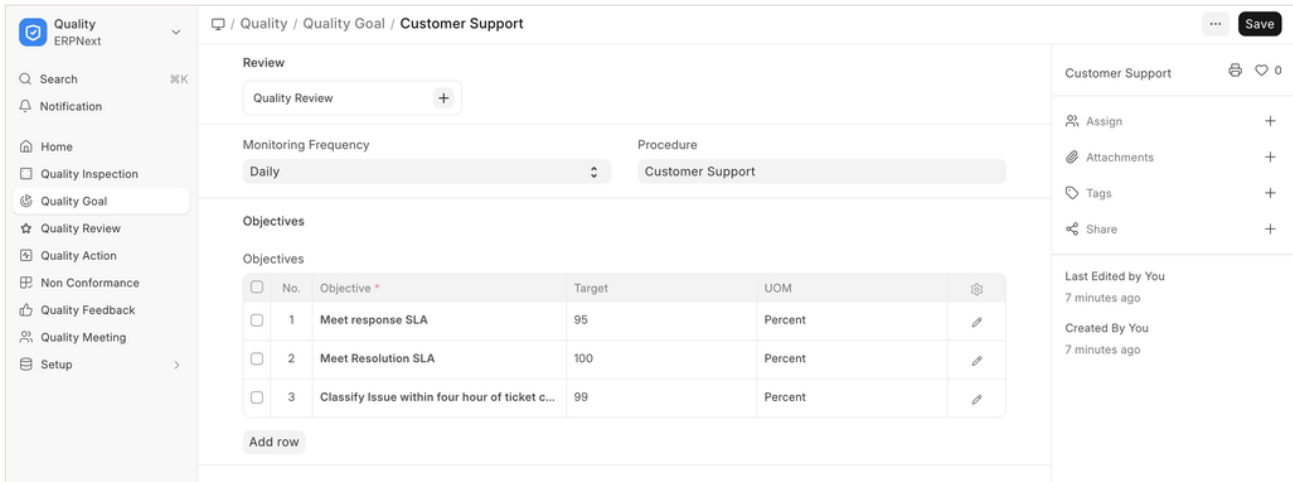 Quality
ERPNext
Search ⌘K
Notification
Home
Quality Inspection
Quality Goal
Quality Review
Quality Action
Non Conformance
Quality Feedback
Quality Meeting
Setup
/ Quality / Quality Goal / Customer Support
... Save
Review
Quality Review +
Monitoring Frequency Procedure
Daily Customer Support
Objectives
Objectives
No. Objective * Target UOM
1 Meet response SLA 95 Percent
2 Meet Resolution SLA 100 Percent
3 Classify Issue within four hour of ticket c... 99 Percent
Add row
Customer Support 0
Assign +
Attachments +
Tags +
Share +
Last Edited by You
7 minutes ago
Created By You
7 minutes ago